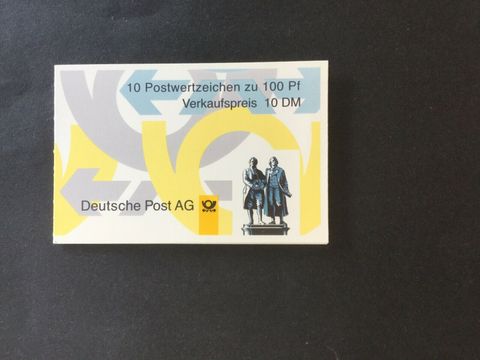 10 Postwertzeichen zu 100 Pf
Verkaufspreis 10 DM
Deutsche Post AG